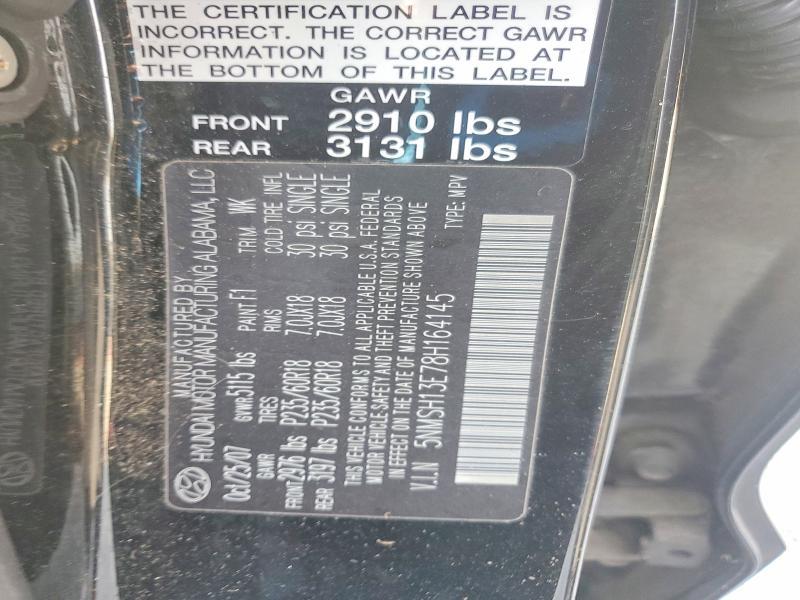 THE CERTIFICATION LABEL IS
INCORRECT. THE CORRECT GAWR
INFORMATION IS LOCATED AT
THE BOTTOM OF THIS LABEL.
GAWR
FRONT 2910 lbs
REAR 3131 lbs
MANUFACTURED BY
HYUNDAI MOTOR MANUFACTURING ALABAMA, LLC
Oct/25/07 GVWR 5115 lbs PAINT F1 TRIM WK
GAWR TIRES RIMS COLD TIRE INFL
FRONT 2976 lbs P235/60R18 7.0JX18 30 psi SINGLE
REAR 3197 lbs P235/60R18 7.0JX18 30 psi SINGLE
THIS VEHICLE CONFORMS TO ALL APPLICABLE U.S.A. FEDERAL
MOTOR VEHICLE SAFETY AND THEFT PREVENTION STANDARDS
IN EFFECT ON THE DATE OF MANUFACTURE SHOWN ABOVE
V.I.N 5NMSH13E78H164145 TYPE: MPV